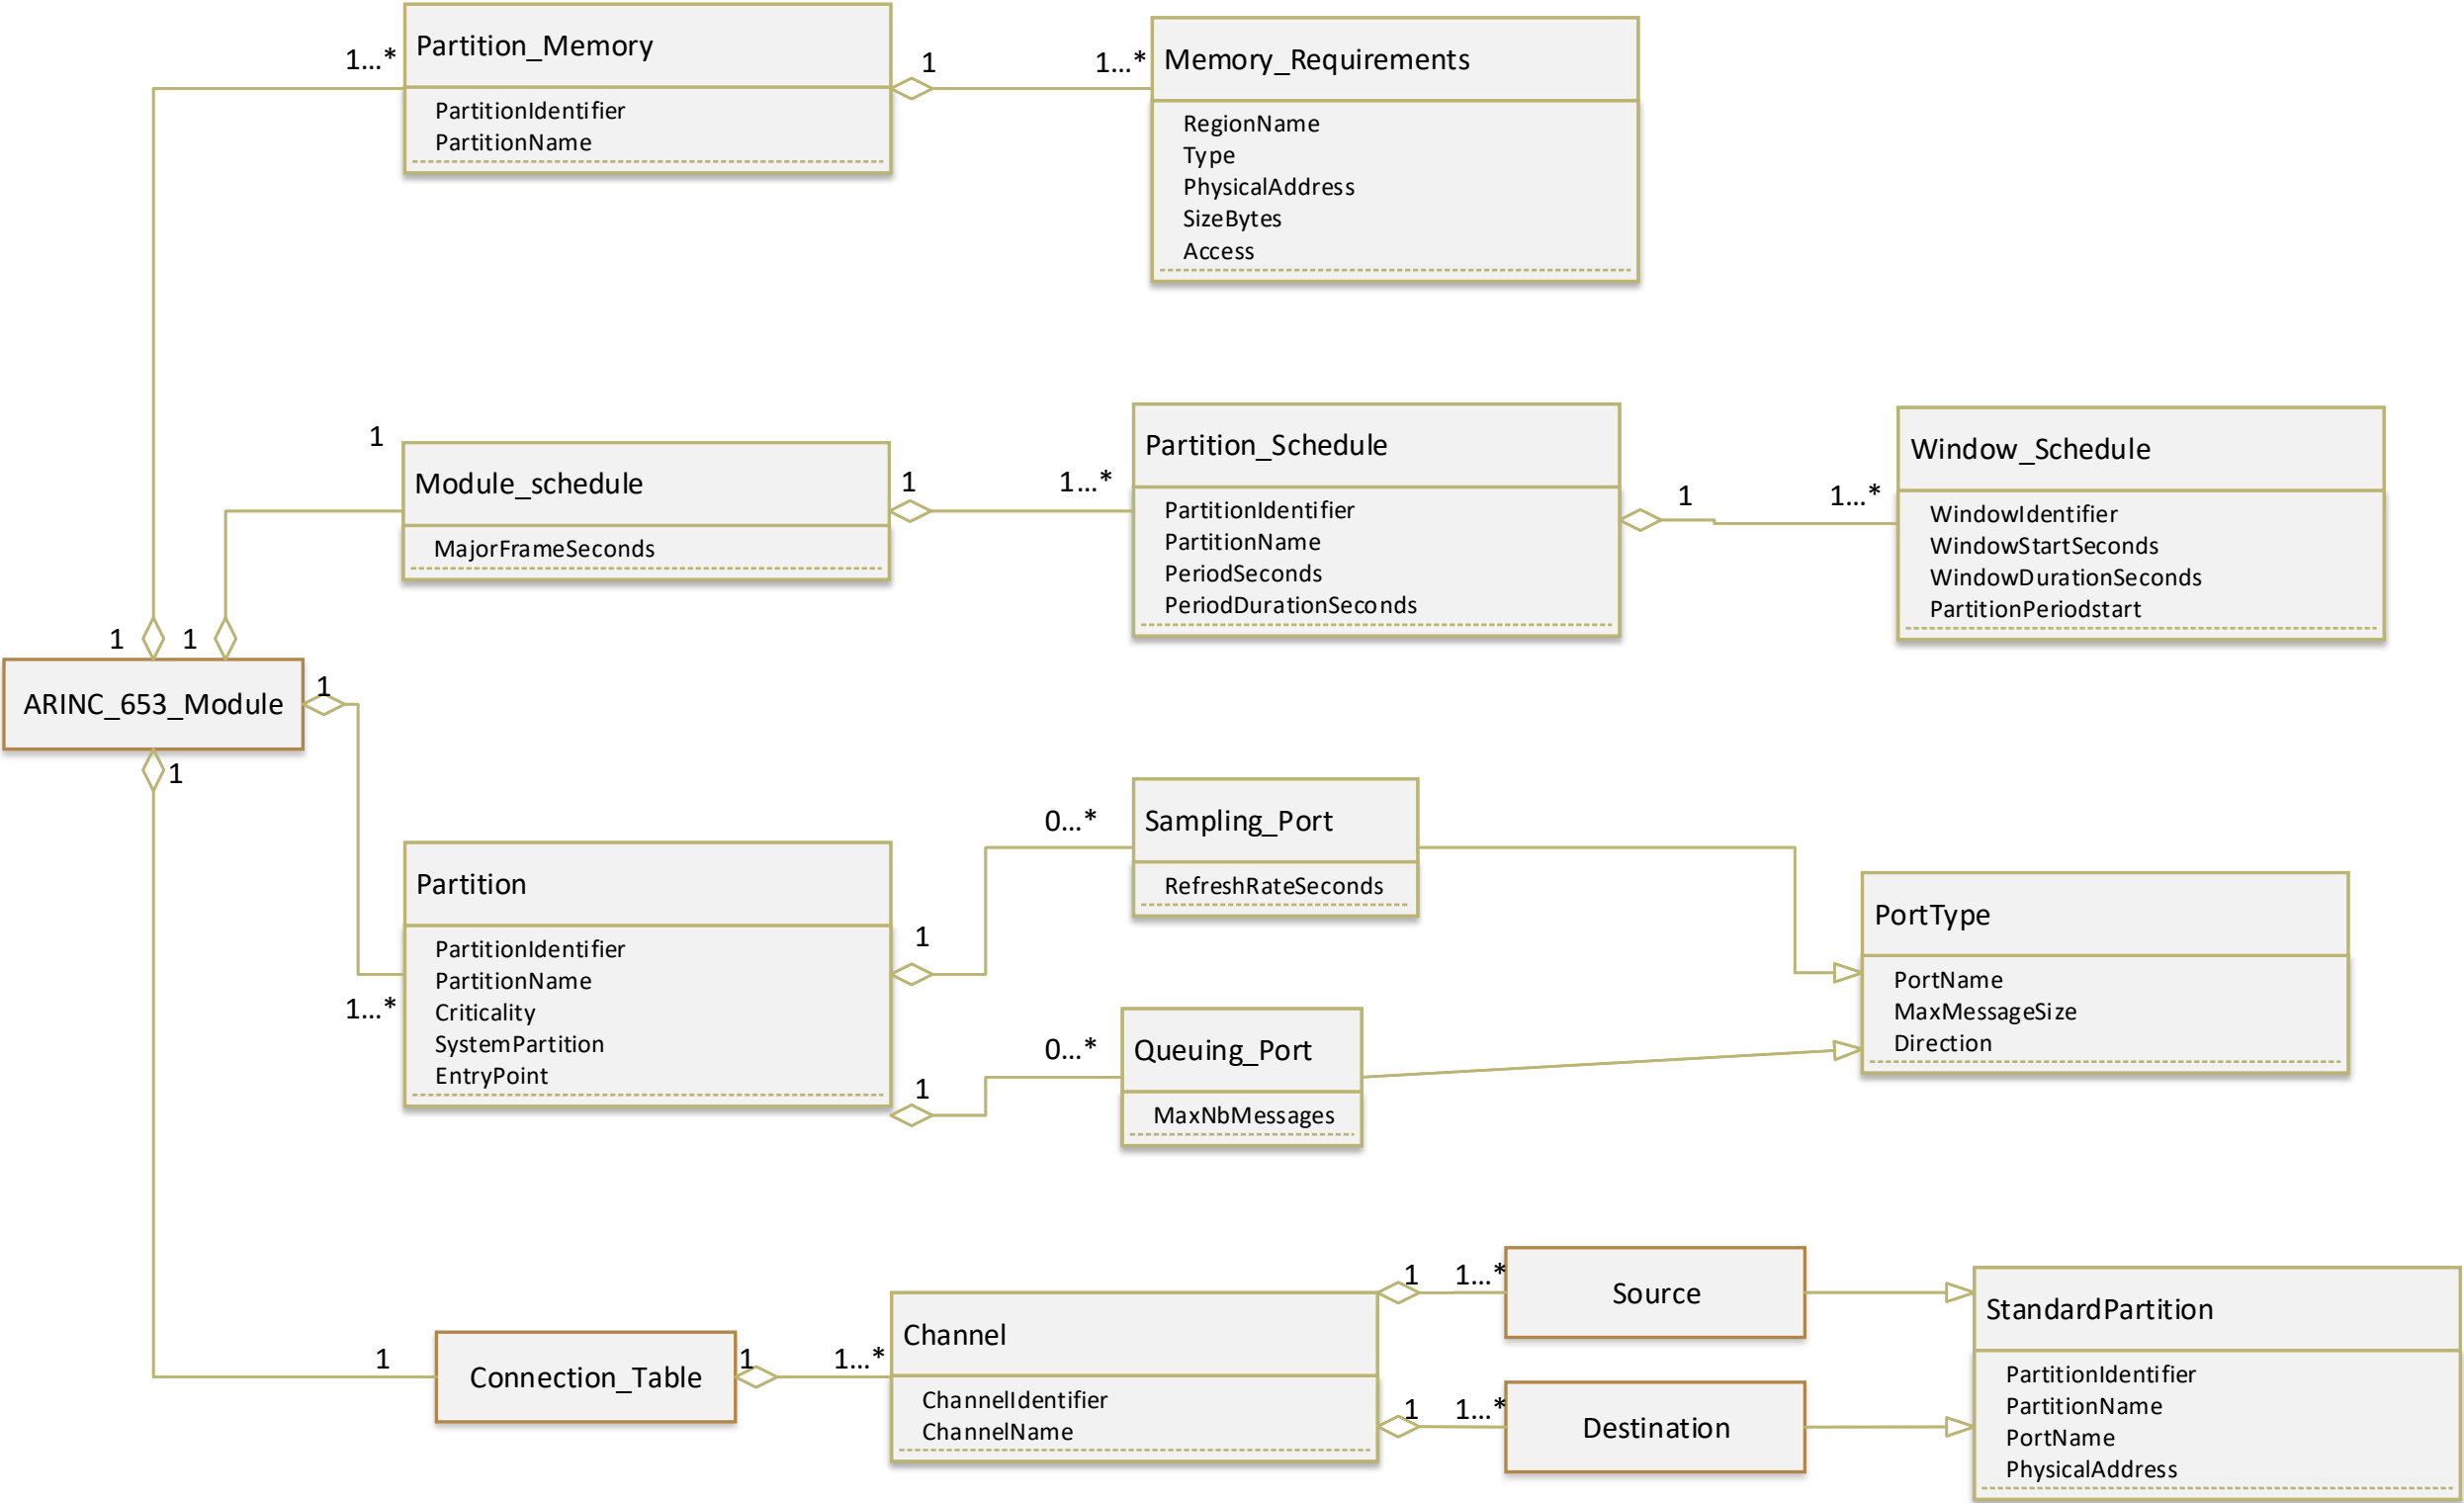 1...*
Partition_Memory
PartitionIdentifier
PartitionName
1
1...*
Memory_Requirements
RegionName
Type
PhysicalAddress
SizeBytes
Access
1
Module_schedule
MajorFrameSeconds
1
1...*
Partition_Schedule
PartitionIdentifier
PartitionName
PeriodSeconds
PeriodDurationSeconds
1
1...*
Window_Schedule
WindowIdentifier
WindowStartSeconds
WindowDurationSeconds
PartitionPeriodstart
1
1
ARINC_653_Module
1
1
1...*
Partition
PartitionIdentifier
PartitionName
Criticality
SystemPartition
EntryPoint
1
0...*
Sampling_Port
RefreshRateSeconds
1
0...*
Queuing_Port
MaxNbMessages
PortType
PortName
MaxMessageSize
Direction
1
Connection_Table
1
1...*
Channel
ChannelIdentifier
ChannelName
1
1...*
Source
1
1...*
Destination
StandardPartition
PartitionIdentifier
PartitionName
PortName
PhysicalAddress